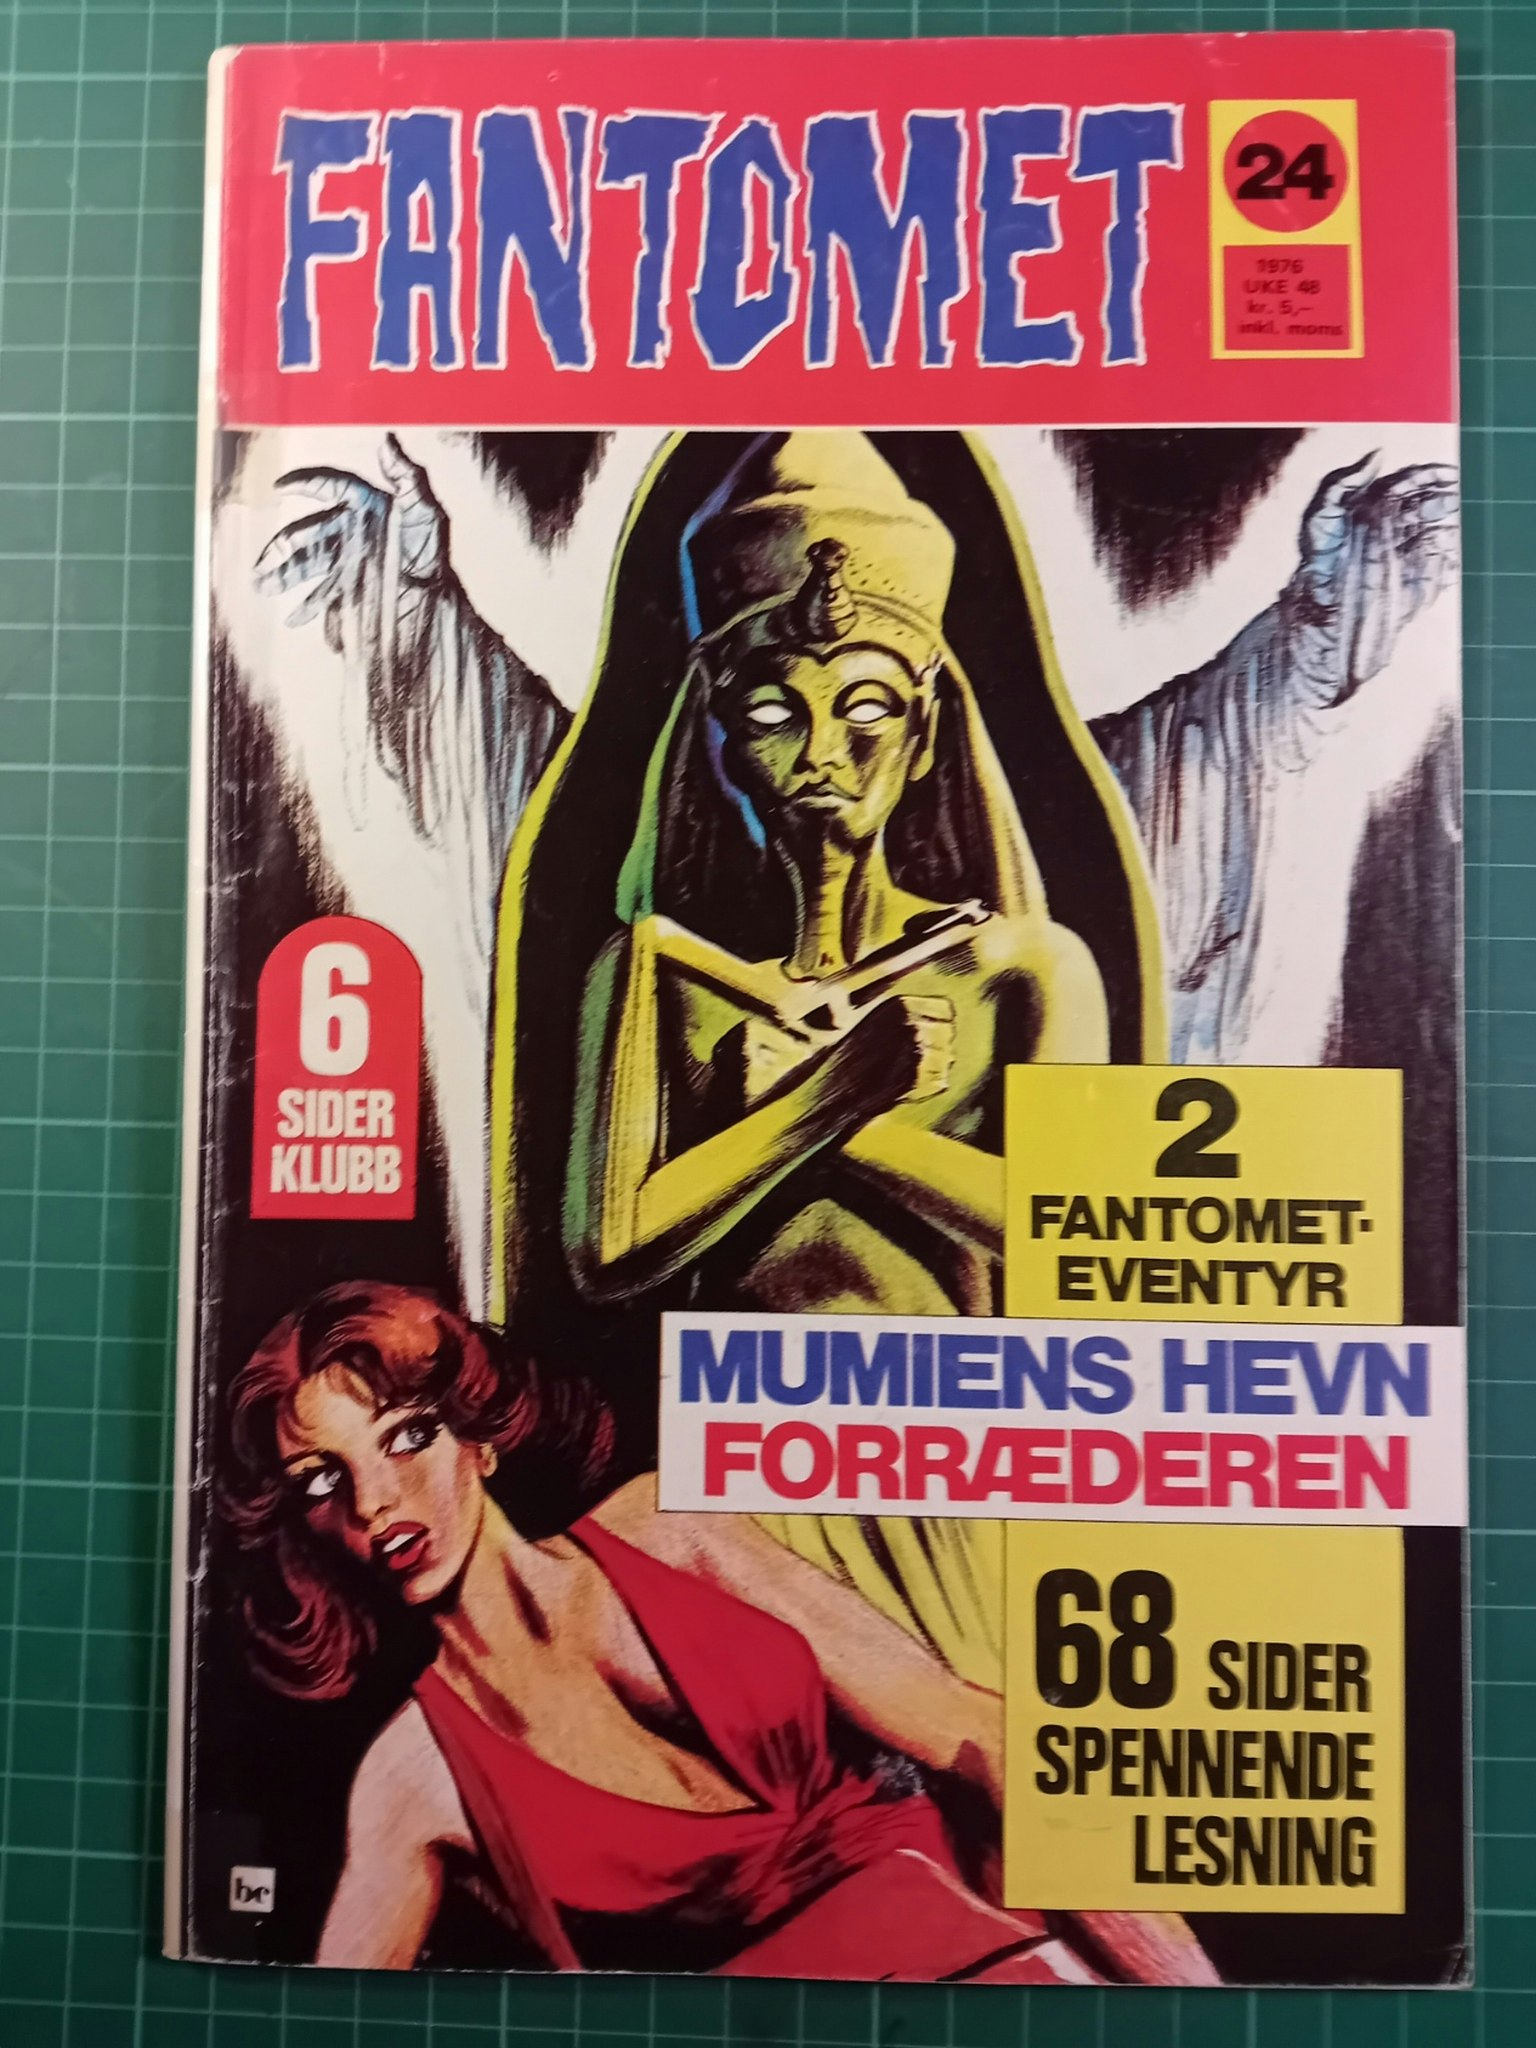 FANTOMET
24
1976
UKE 48
kr. 5,–
inkl. moms
6
SIDER
KLUBB
2
FANTOMET-
EVENTYR
MUMIENS HEVN
FORRÆDEREN
68 SIDER
SPENNENDE
LESNING
hc